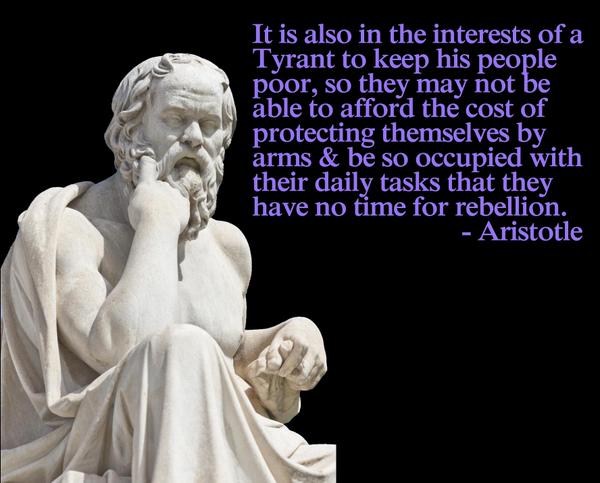 It is also in the interests of a
Tyrant to keep his people
poor, so they may not be
able to afford the cost of
protecting themselves by
arms & be so occupied with
their daily tasks that they
have no time for rebellion.
- Aristotle